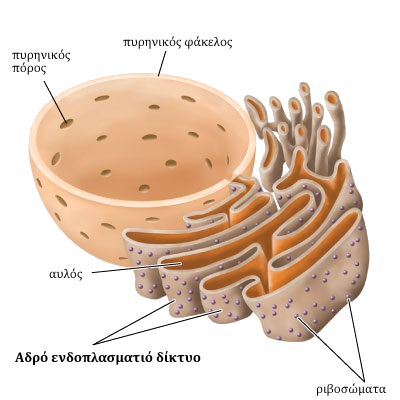 πυρηνικός φάκελος
πυρηνικός
πόρος
αυλός
Αδρό ενδοπλασματιό δίκτυο
ριβοσώματα